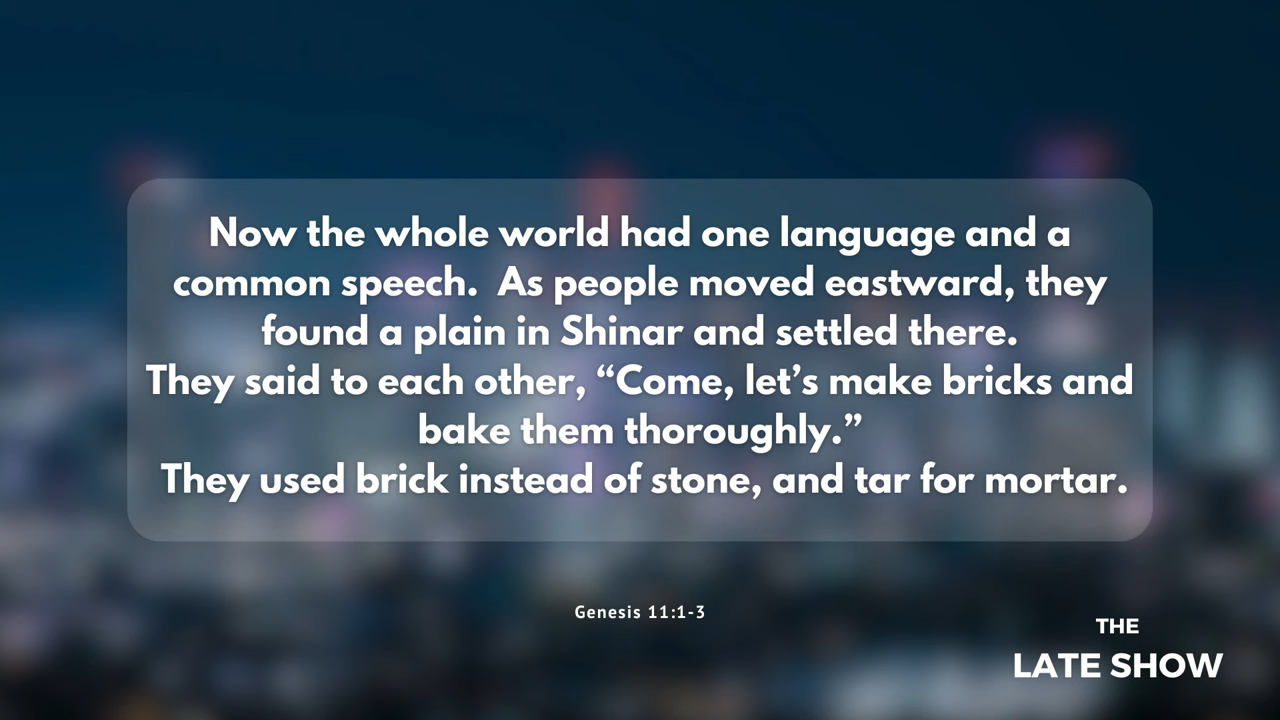 Now the whole world had one language and a
common speech.  As people moved eastward, they
found a plain in Shinar and settled there.
They said to each other, “Come, let’s make bricks and
bake them thoroughly.”
They used brick instead of stone, and tar for mortar.
Genesis 11:1-3
THE
LATE SHOW